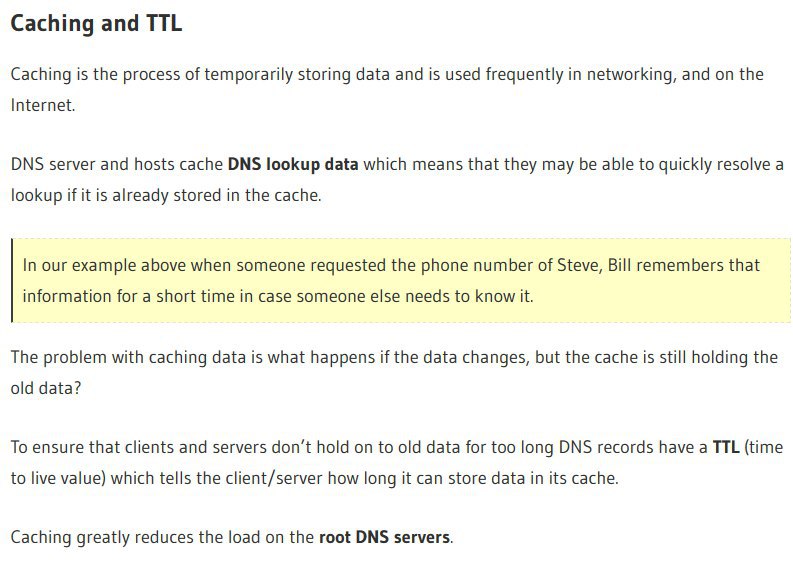 Caching and TTL
Caching is the process of temporarily storing data and is used frequently in networking, and on the
Internet.
DNS server and hosts cache DNS lookup data which means that they may be able to quickly resolve a
lookup if it is already stored in the cache.
In our example above when someone requested the phone number of Steve, Bill remembers that
information for a short time in case someone else needs to know it.
The problem with caching data is what happens if the data changes, but the cache is still holding the
old data?
To ensure that clients and servers don’t hold on to old data for too long DNS records have a TTL (time
to live value) which tells the client/server how long it can store data in its cache.
Caching greatly reduces the load on the root DNS servers.